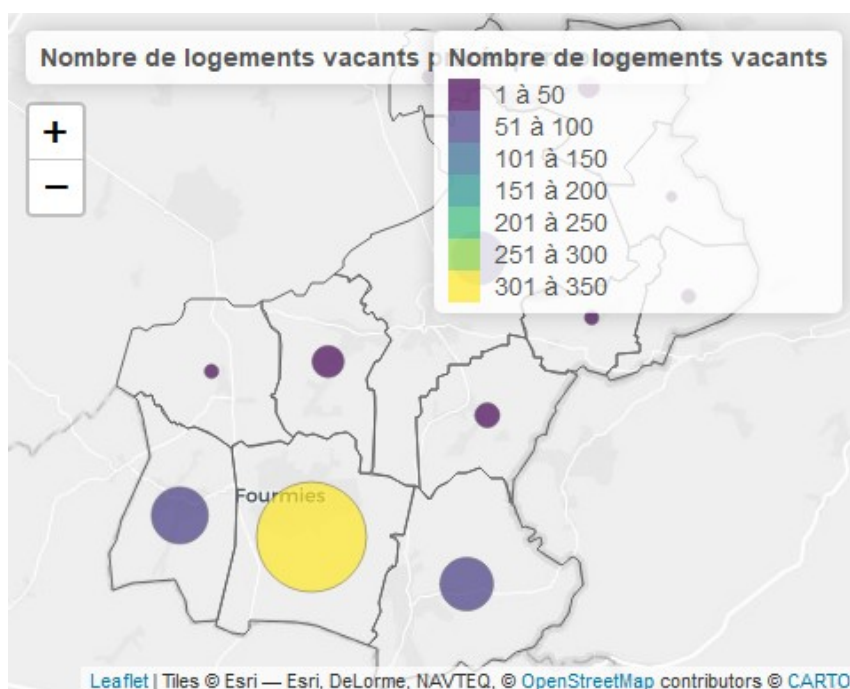 Nombre de logements vacants p
Nombre de logements vacants
1 à 50
51 à 100
101 à 150
151 à 200
201 à 250
251 à 300
301 à 350
+
−
Fourmies
Leaflet | Tiles © Esri — Esri, DeLorme, NAVTEQ, © OpenStreetMap contributors © CARTO